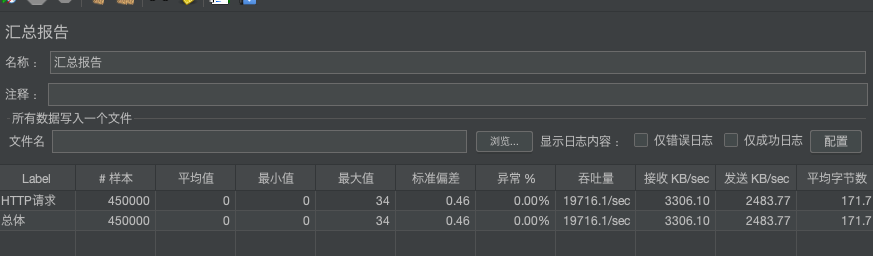 汇总报告
名称： 汇总报告
注释：
所有数据写入一个文件
文件名 浏览... 显示日志内容： 仅错误日志 仅成功日志 配置
Label # 样本 平均值 最小值 最大值 标准偏差 异常 % 吞吐量 接收 KB/sec 发送 KB/sec 平均字节数
HTTP请求 450000 0 0 34 0.46 0.00% 19716.1/sec 3306.10 2483.77 171.7
总体 450000 0 0 34 0.46 0.00% 19716.1/sec 3306.10 2483.77 171.7